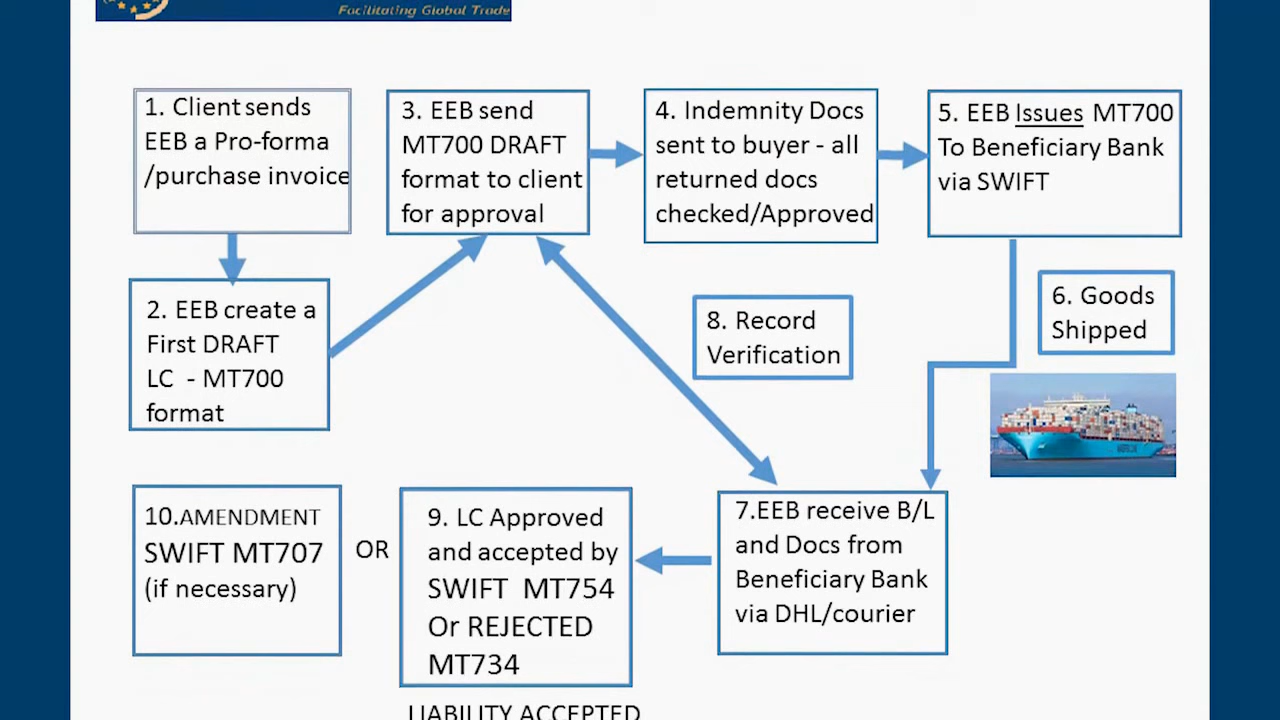 Facilitating Global Trade
1. Client sends
EEB a Pro-forma
/purchase invoice
3. EEB send
MT700 DRAFT
format to client
for approval
4. Indemnity Docs
sent to buyer - all
returned docs
checked/Approved
5. EEB Issues MT700
To Beneficiary Bank
via SWIFT
2. EEB create a
First DRAFT
LC - MT700
format
8. Record
Verification
6. Goods
Shipped
10.AMENDMENT
SWIFT MT707
(if necessary)
OR
9. LC Approved
and accepted by
SWIFT MT754
Or REJECTED
MT734
7.EEB receive B/L
and Docs from
Beneficiary Bank
via DHL/courier
LIABILITY ACCEPTED